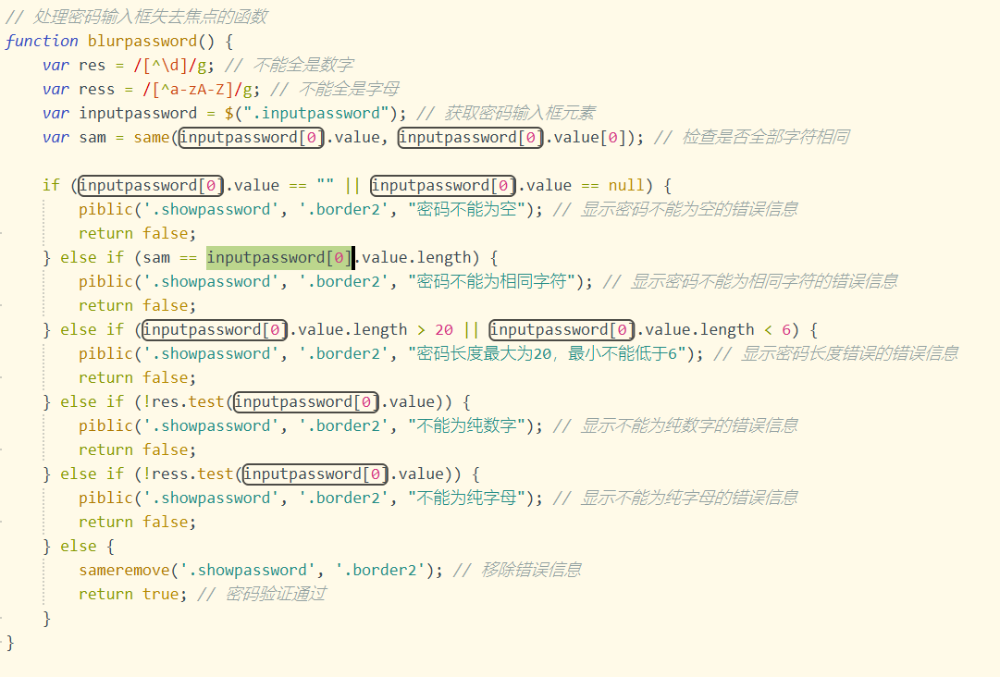 // 处理密码输入框失去焦点的函数
function blurpassword() {
    var res = /[^\d]/g; // 不能全是数字
    var ress = /[^a-zA-Z]/g; // 不能全是字母
    var inputpassword = $(".inputpassword"); // 获取密码输入框元素
    var sam = same(inputpassword[0].value, inputpassword[0].value[0]); // 检查是否全部字符相同
    if (inputpassword[0].value == "" || inputpassword[0].value == null) {
        piblic('.showpassword', '.border2', "密码不能为空"); // 显示密码不能为空的错误信息
        return false;
    } else if (sam == inputpassword[0].value.length) {
        piblic('.showpassword', '.border2', "密码不能为相同字符"); // 显示密码不能为相同字符的错误信息
        return false;
    } else if (inputpassword[0].value.length > 20 || inputpassword[0].value.length < 6) {
        piblic('.showpassword', '.border2', "密码长度最大为20，最小不能低于6"); // 显示密码长度错误的错误信息
        return false;
    } else if (!res.test(inputpassword[0].value)) {
        piblic('.showpassword', '.border2', "不能为纯数字"); // 显示不能为纯数字的错误信息
        return false;
    } else if (!ress.test(inputpassword[0].value)) {
        piblic('.showpassword', '.border2', "不能为纯字母"); // 显示不能为纯字母的错误信息
        return false;
    } else {
        sameremove('.showpassword', '.border2'); // 移除错误信息
        return true; // 密码验证通过
    }
}